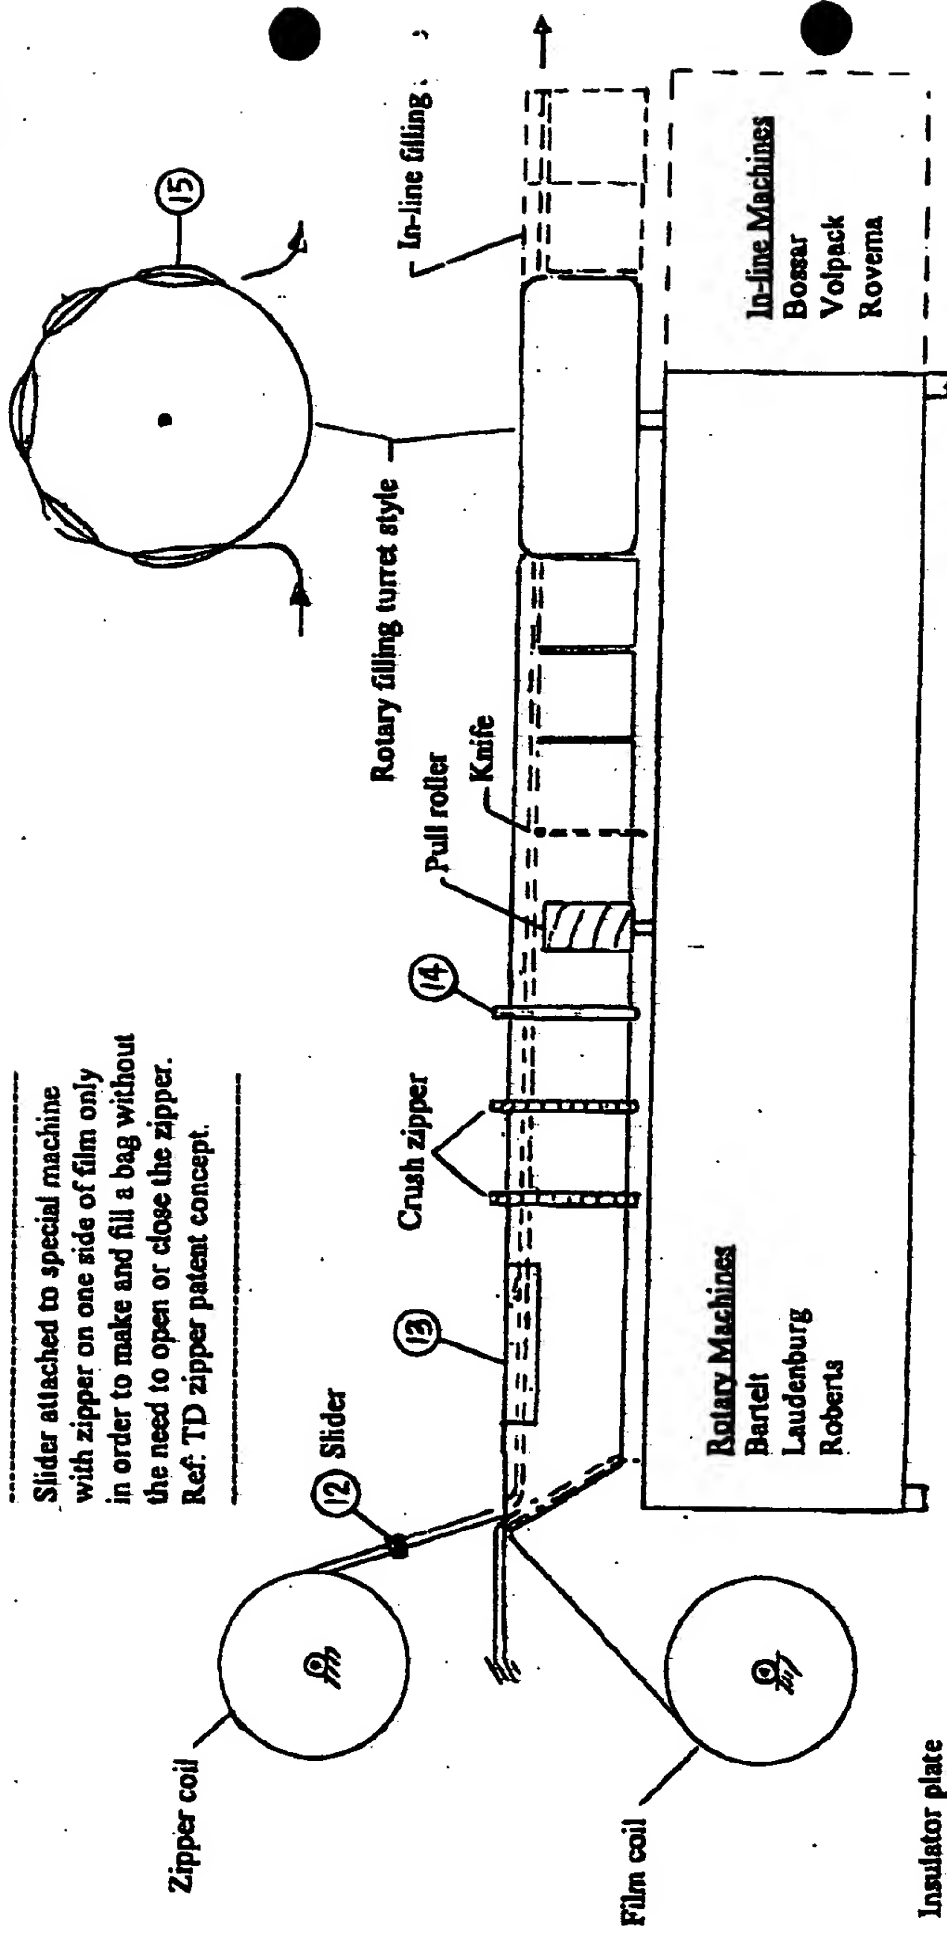 Slider attached to special machine
with zipper on one side of film only
in order to make and fill a bag without
the need to open or close the zipper.
Ref: TD zipper patent concept.
Zipper coil
12 Slider
13
Crush zipper
14
Pull roller
Knife
Rotary filling turret style
15
In-line filling
Film coil
Rotary Machines
Bartelt
Laudenburg
Roberts
In-line Machines
Bossar
Volpack
Rovema
Insulator plate